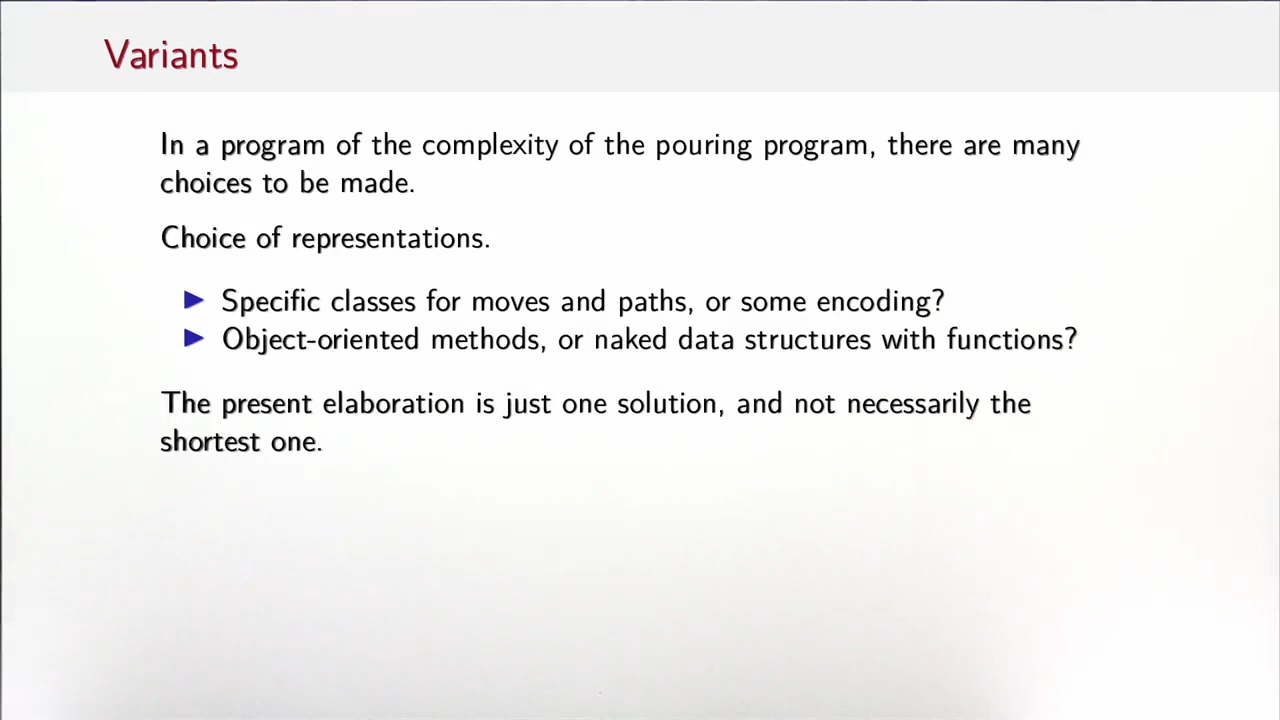 Variants
In a program of the complexity of the pouring program, there are many
choices to be made.
Choice of representations.
▶ Specific classes for moves and paths, or some encoding?
▶ Object-oriented methods, or naked data structures with functions?
The present elaboration is just one solution, and not necessarily the
shortest one.